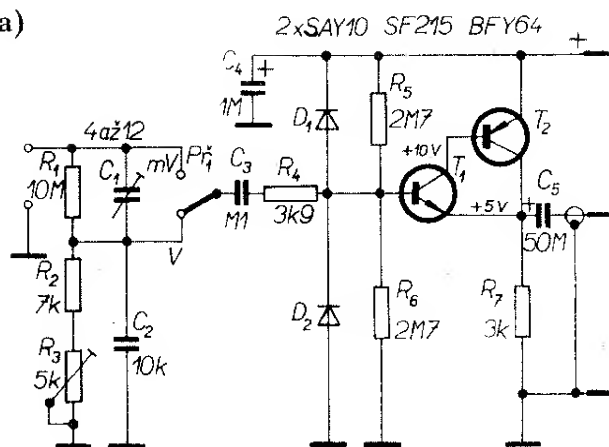 a)
2xSAY10 SF215 BFY64
+
C4
+
1M
R5
2M7
D1
T2
4až12
R1
10M
C1
mV
Př1
C3
M1
R4
3k9
+10V
T1
+5V
+
C5
50M
V
R2
7k
R3
5k
C2
10k
D2
R6
2M7
R7
3k